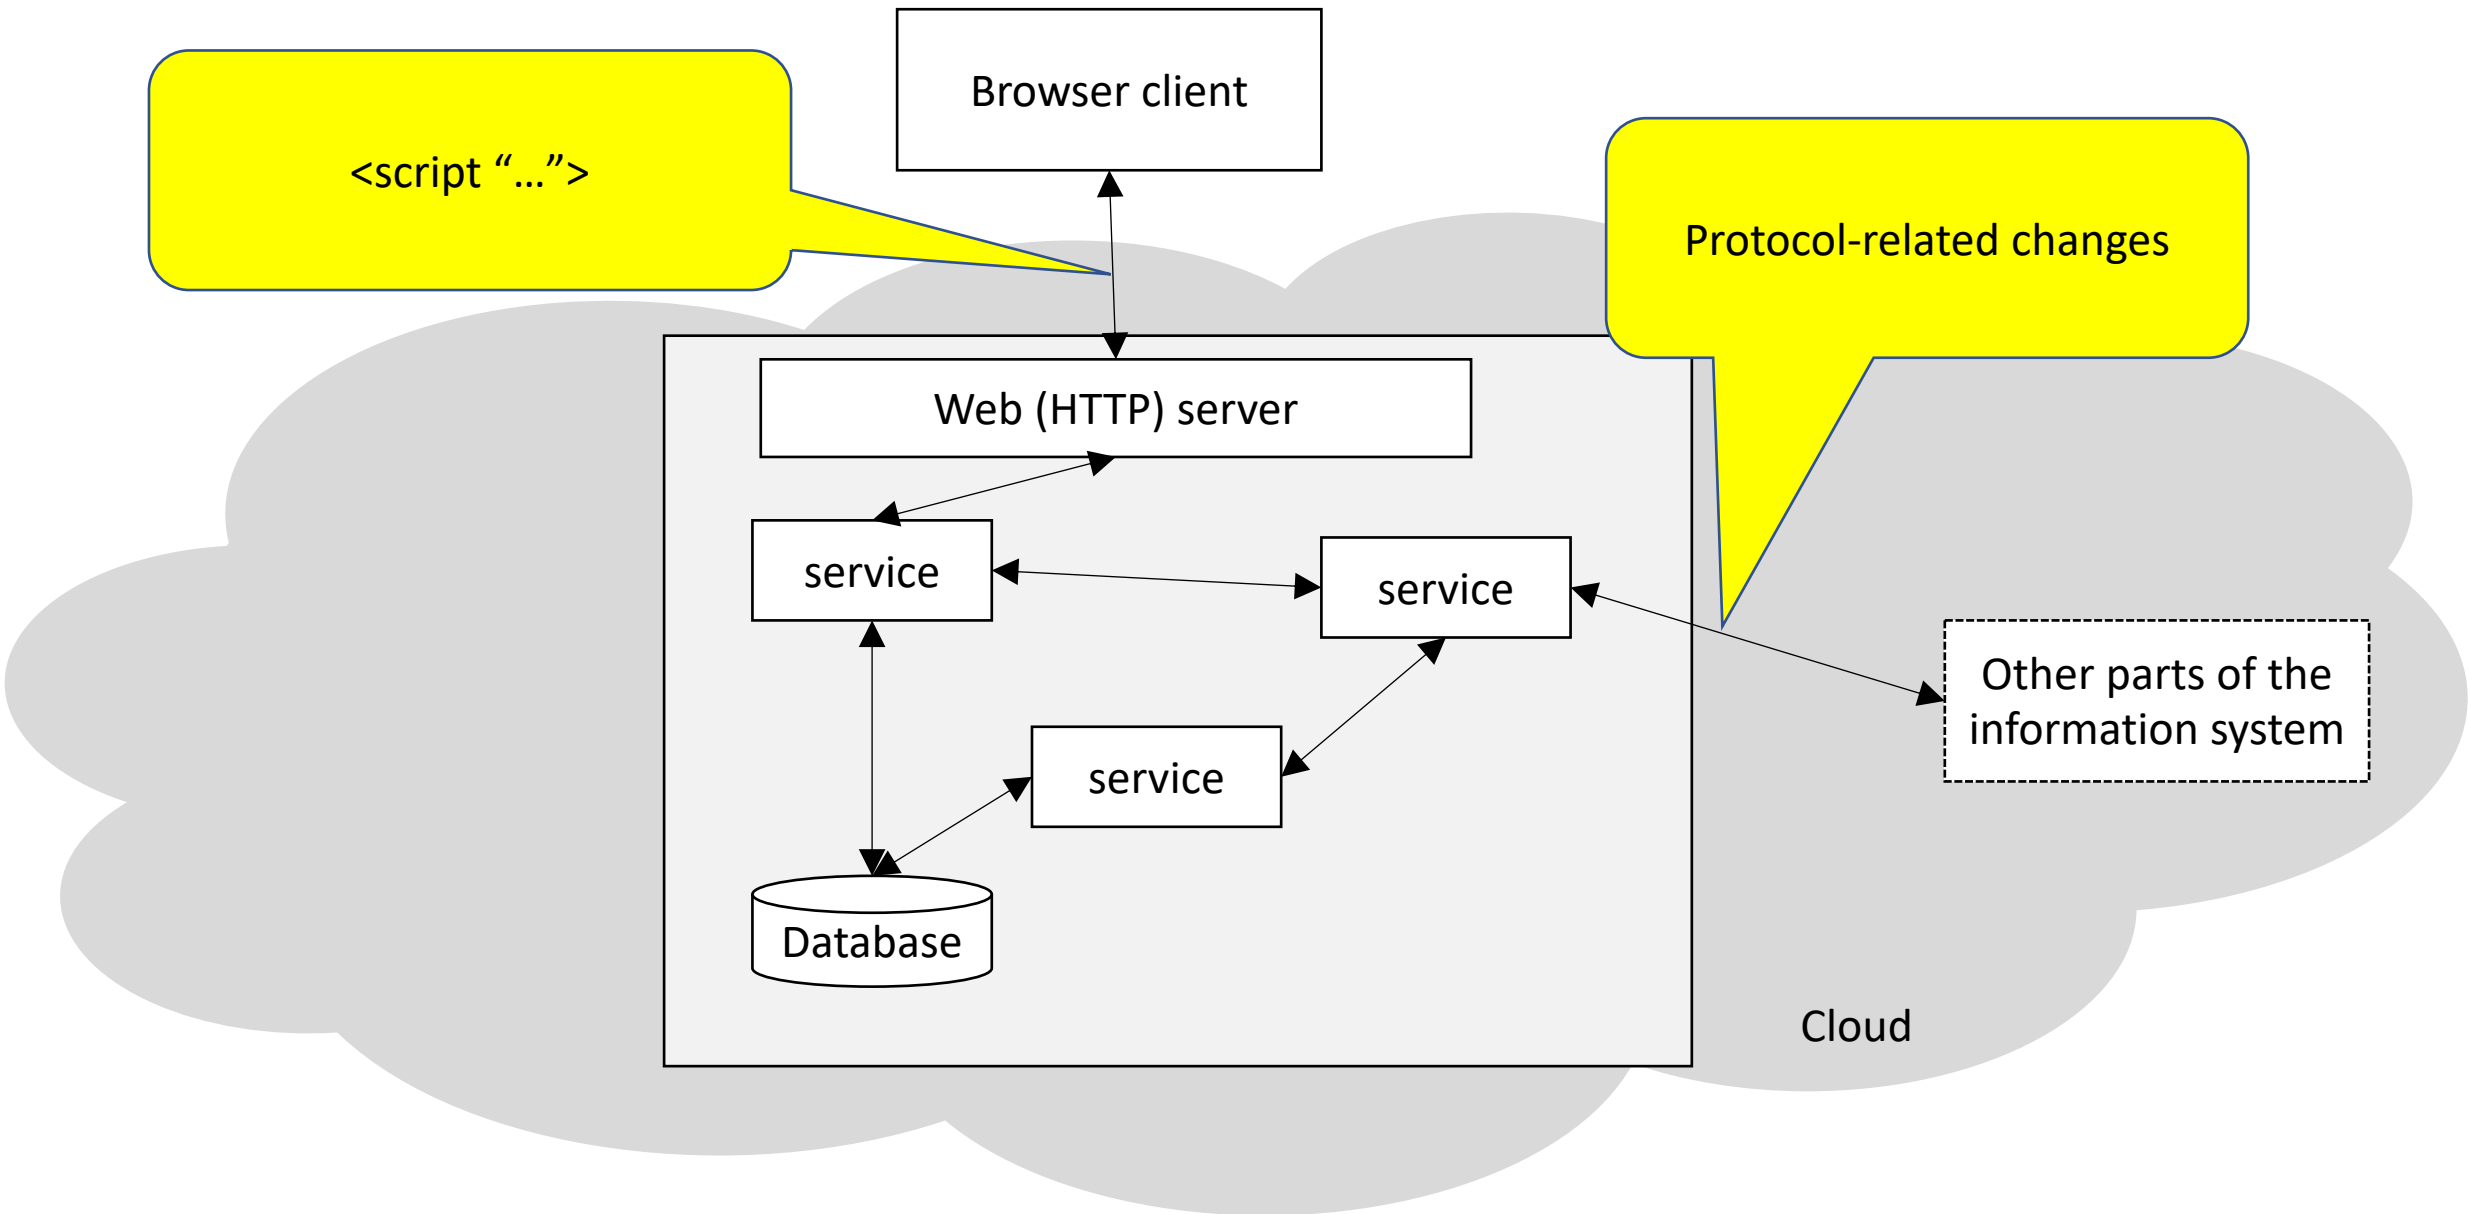 Browser client
<script “...”>
Protocol-related changes
Web (HTTP) server
service
service
Other parts of the
information system
service
Database
Cloud